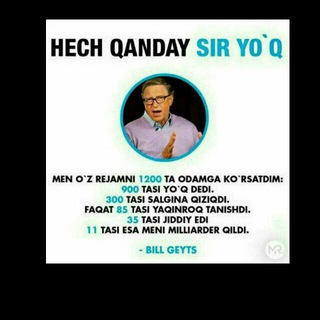 HECH QANDAY SIR YO`Q
MEN O`Z REJAMNI 1200 TA ODAMGA KO`RSATDIM:
900 TASI YO`Q DEDI.
300 TASI SALGINA QIZIQDI.
FAQAT 85 TASI YAQINROQ TANISHDI.
35 TASI JIDDIY EDI
11 TASI ESA MENI MILLIARDER QILDI.
- BILL GEYTS
MR